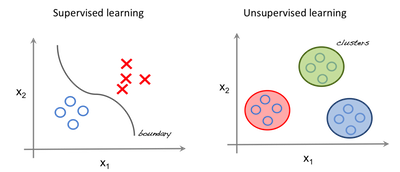 Supervised learning
x2
boundary
x1
Unsupervised learning
clusters
x2
x1